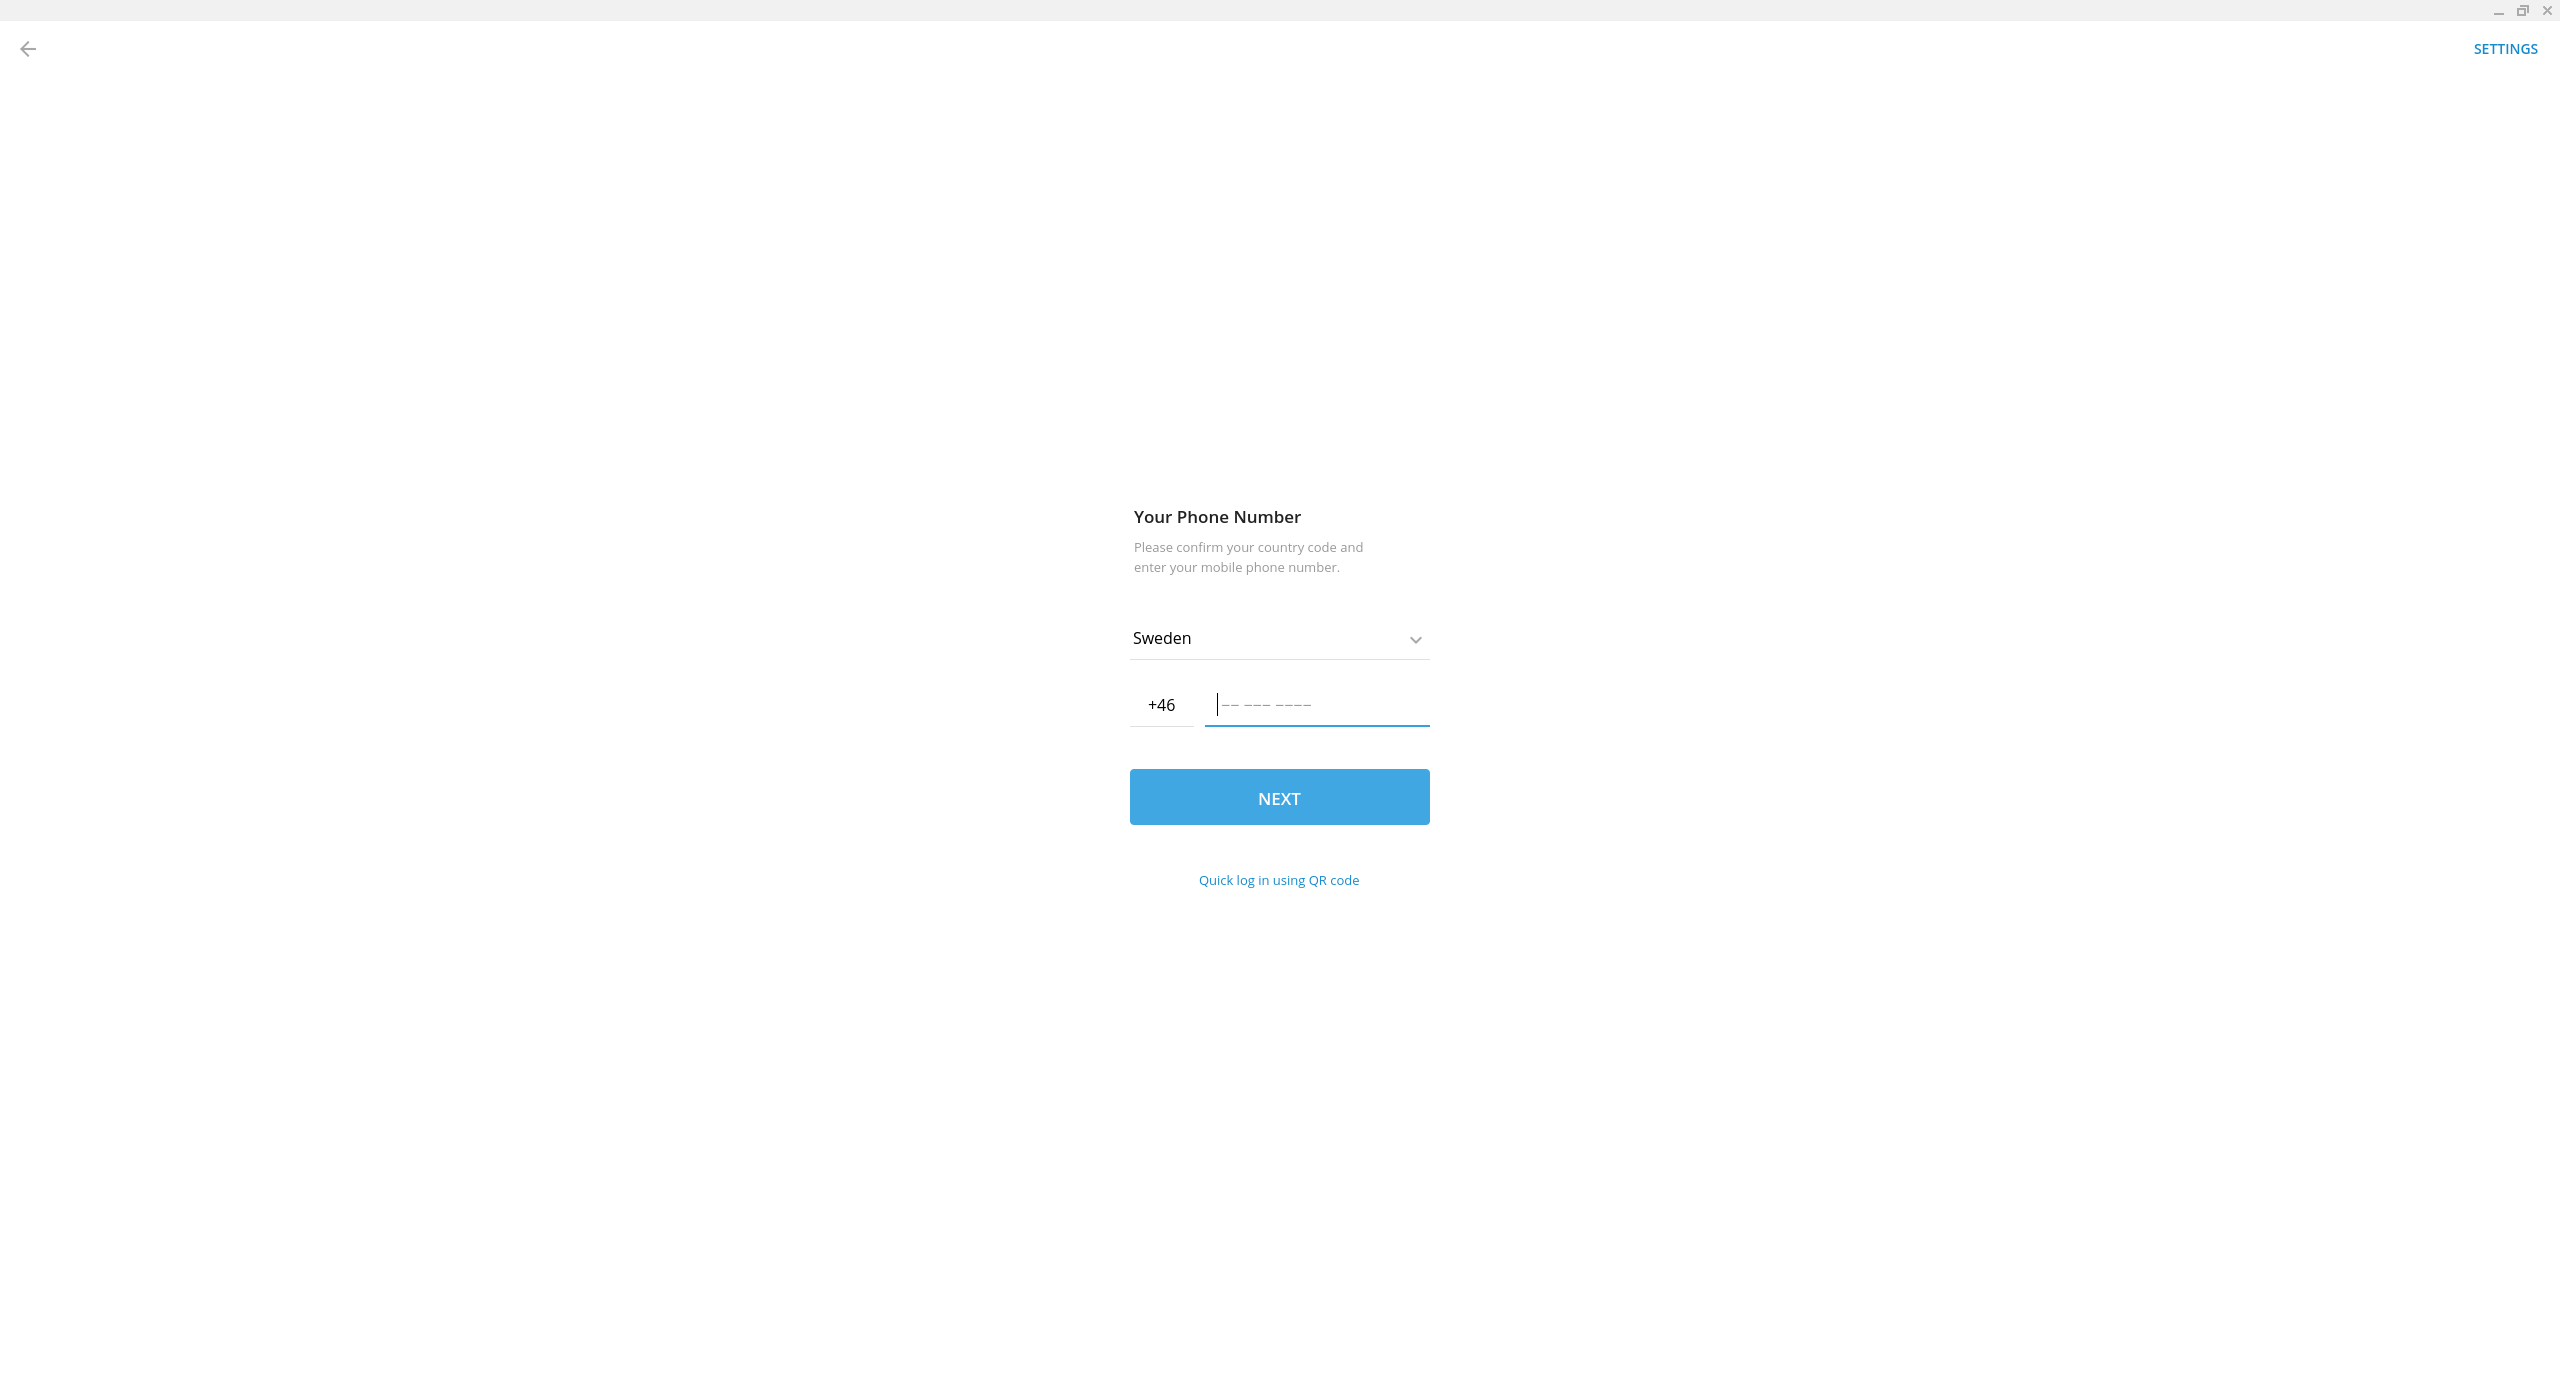 SETTINGS
Your Phone Number
Please confirm your country code and
enter your mobile phone number.
Sweden
+46 -- --- ----
NEXT
Quick log in using QR code